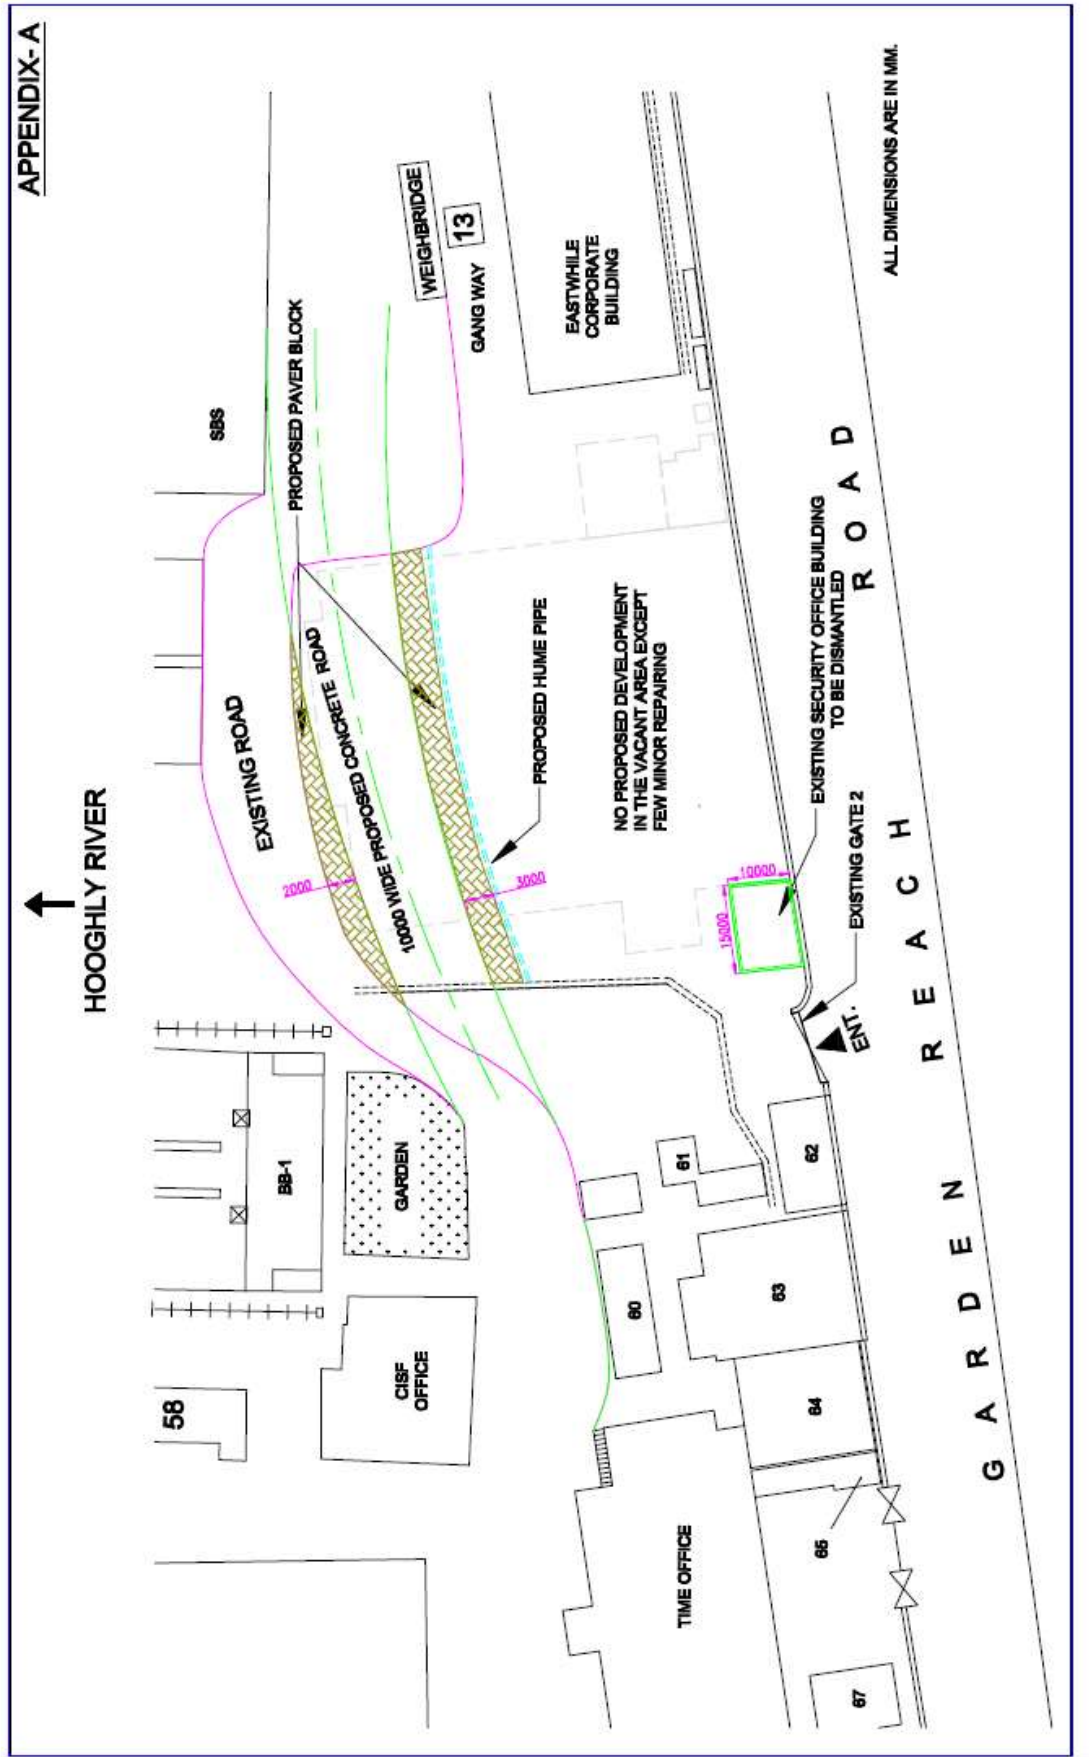 APPENDIX- A
HOOGHLY RIVER
SBS
PROPOSED PAVER BLOCK
WEIGHBRIDGE
13
GANG WAY
EASTWHILE
CORPORATE
BUILDING
EXISTING ROAD
10000 WIDE PROPOSED CONCRETE ROAD
2000
3000
PROPOSED HUME PIPE
NO PROPOSED DEVELOPMENT
IN THE VACANT AREA EXCEPT
FEW MINOR REPAIRING
15000
10000
EXISTING SECURITY OFFICE BUILDING
TO BE DISMANTLED
EXISTING GATE 2
ENT.
58
BB-1
GARDEN
CISF
OFFICE
60
61
62
63
64
65
67
TIME OFFICE
GARDEN REACH ROAD
ALL DIMENSIONS ARE IN MM.